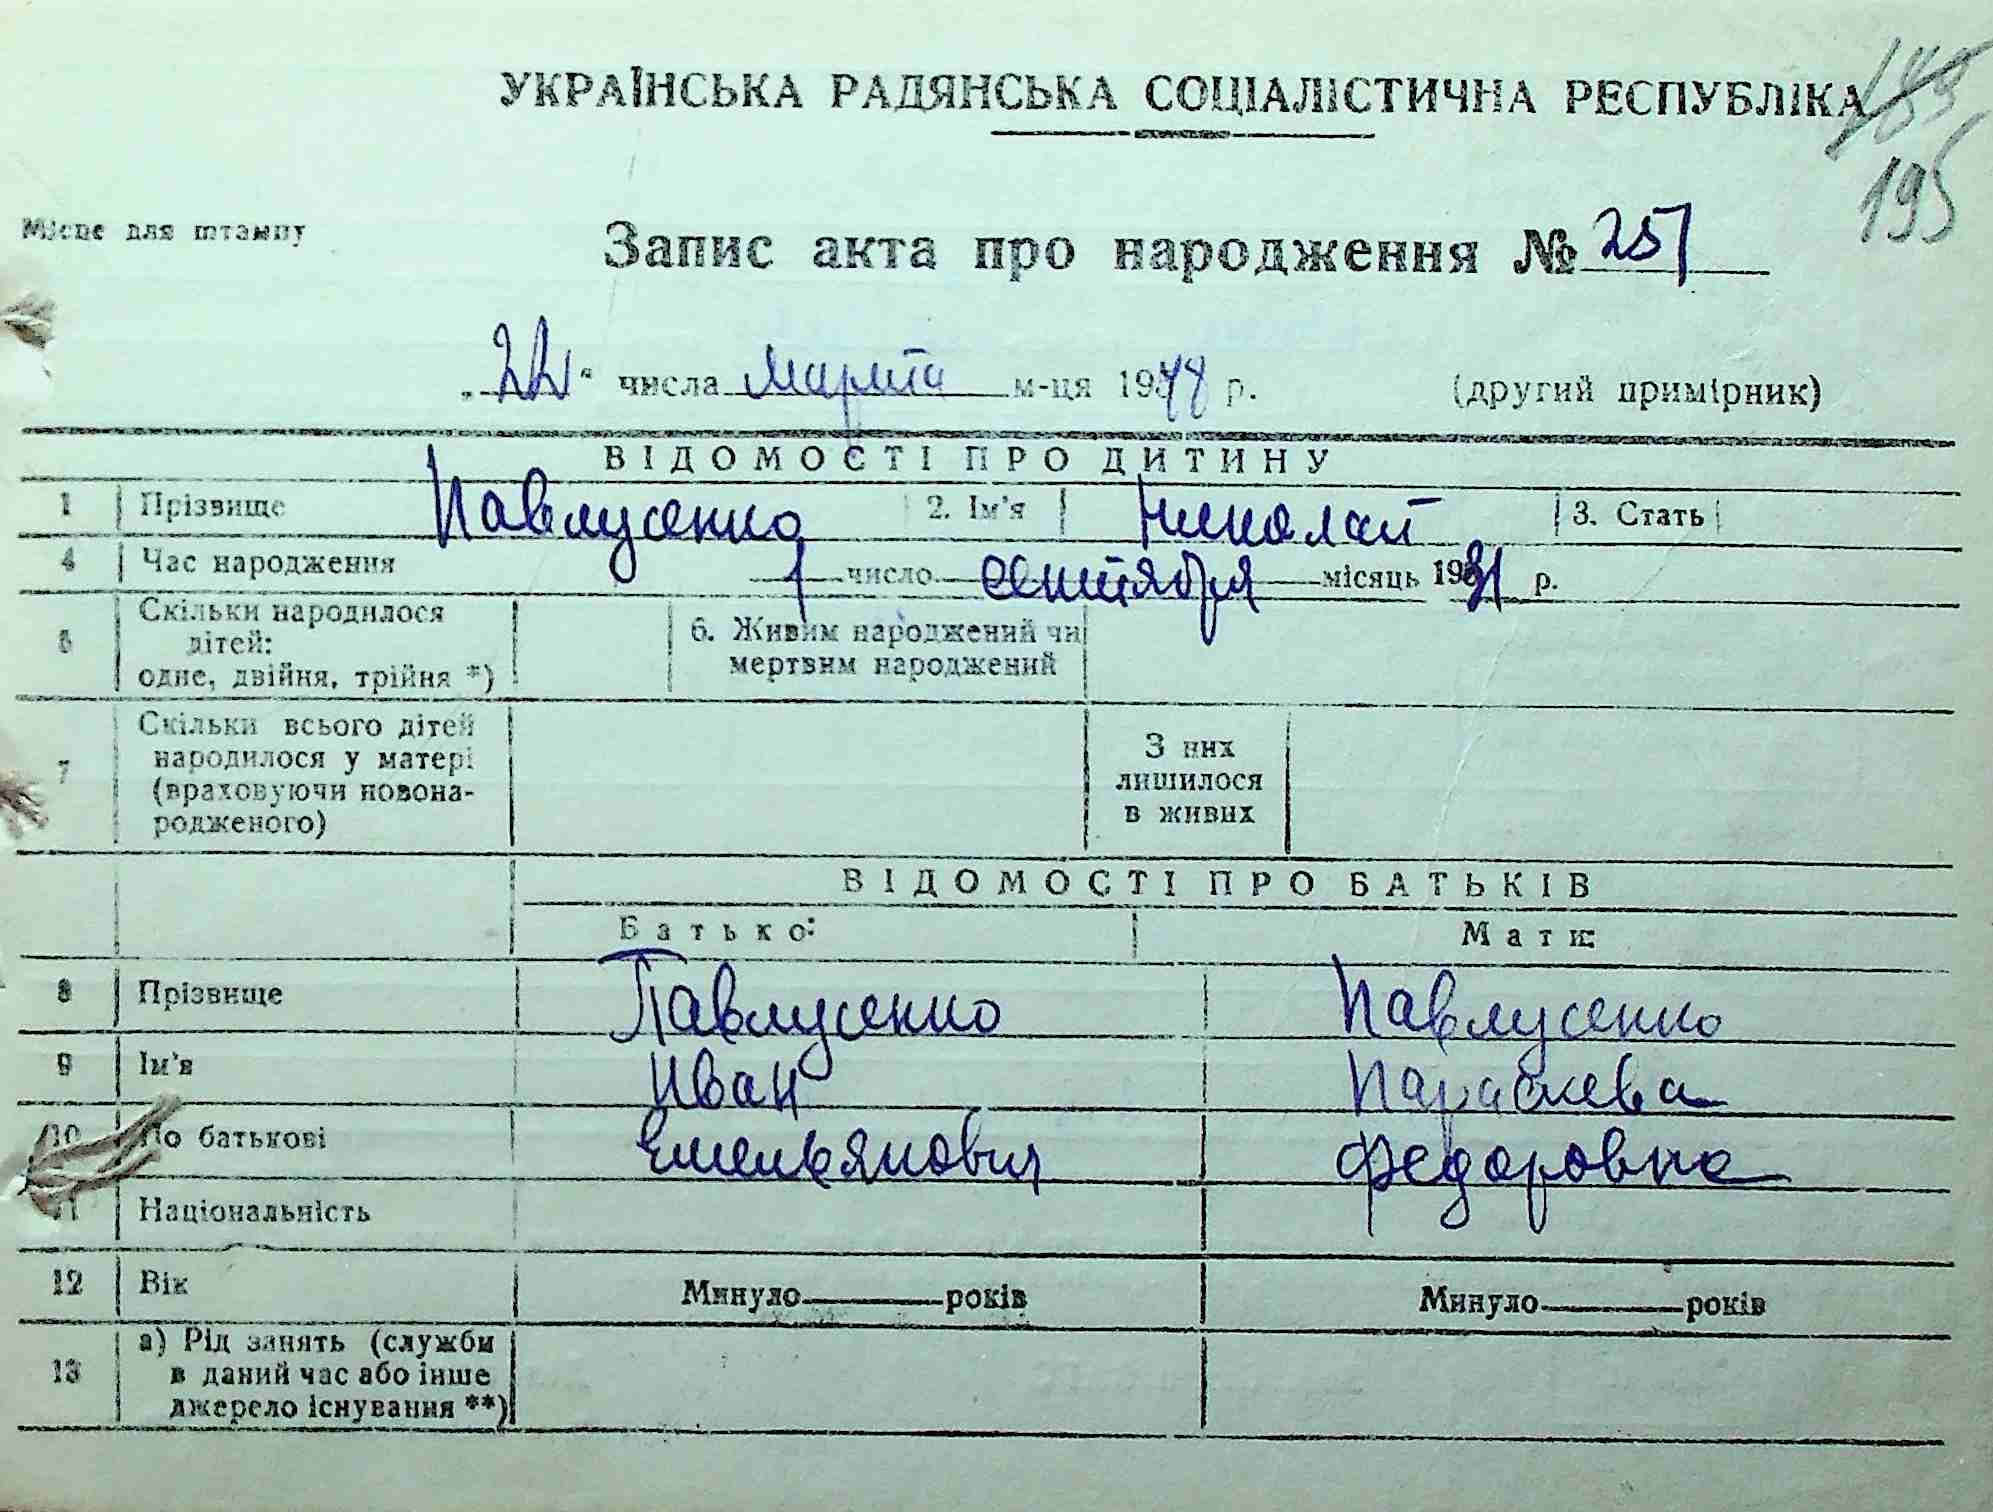 УКРАЇНСЬКА РАДЯНСЬКА СОЦІАЛІСТИЧНА РЕСПУБЛІКА
185
195
Місце для штампу
Запис акта про народження № 257
„22“ числа марта м-ця 1948 р. (другий примірник)
ВІДОМОСТІ ПРО ДИТИНУ
1 Прізвище Павлусенко 2. Ім'я Николай 3. Стать
4 Час народження 1 число сентября місяць 1931 р.
5 Скільки народилося дітей: одне, двійня, трійня *) 6. Живим народжений чи мертвим народжений
7 Скільки всього дітей народилося у матері (враховуючи новонародженого) З них лишилося в живих
ВІДОМОСТІ ПРО БАТЬКІВ
Батько: Мати:
8 Прізвище Павлусенко Павлусенко
9 Ім'я Иван Параскева
10 По батькові Емельянович Федоровна
11 Національність
12 Вік Минуло років Минуло років
13 а) Рід занять (служби в даний час або інше джерело існування **)